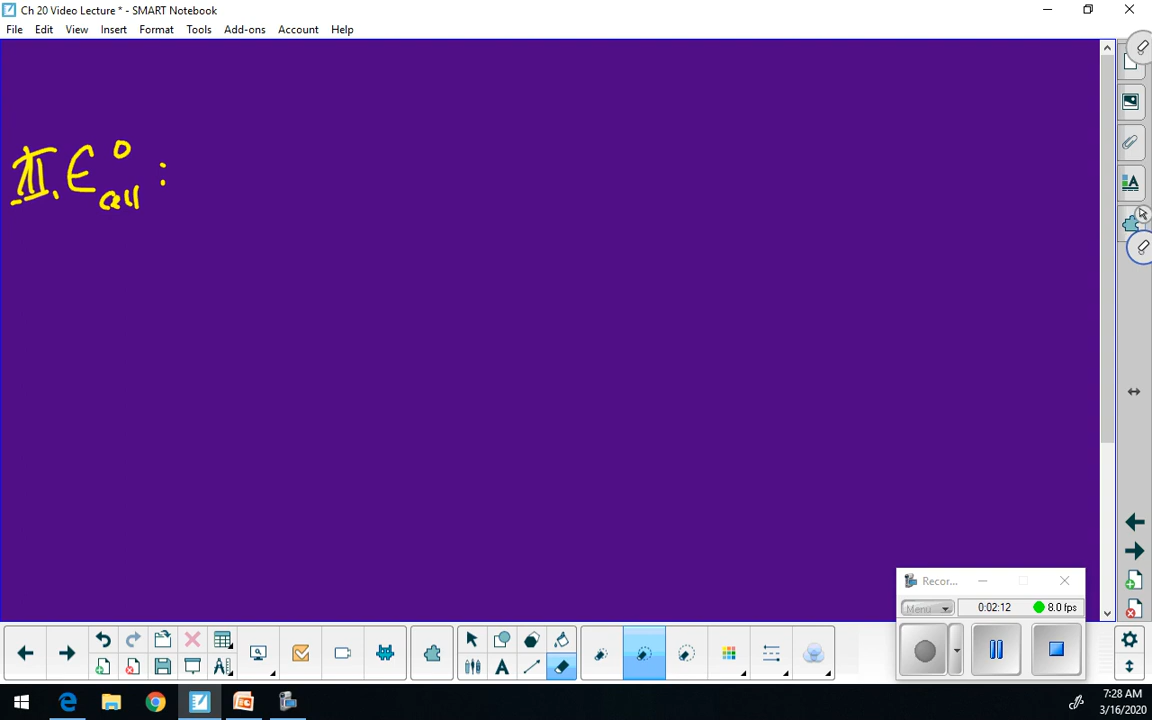 Ch 20 Video Lecture * - SMART Notebook
File Edit View Insert Format Tools Add-ons Account Help
II. E°cell :
Recor...
Menu 0:02:12 8.0 fps
7:28 AM
3/16/2020